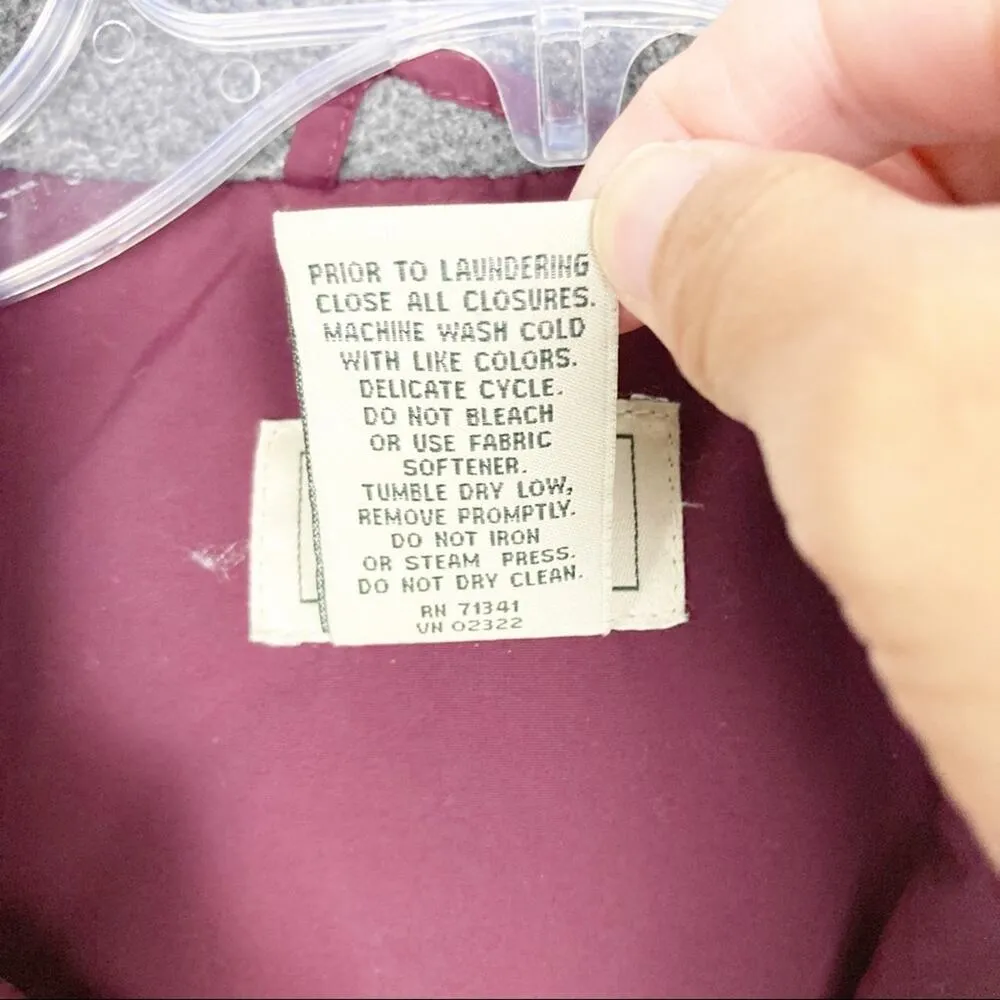 PRIOR TO LAUNDERING
CLOSE ALL CLOSURES.
MACHINE WASH COLD
WITH LIKE COLORS.
DELICATE CYCLE.
DO NOT BLEACH
OR USE FABRIC
SOFTENER.
TUMBLE DRY LOW,
REMOVE PROMPTLY.
DO NOT IRON
OR STEAM PRESS.
DO NOT DRY CLEAN.
RN 71341
VN 02322